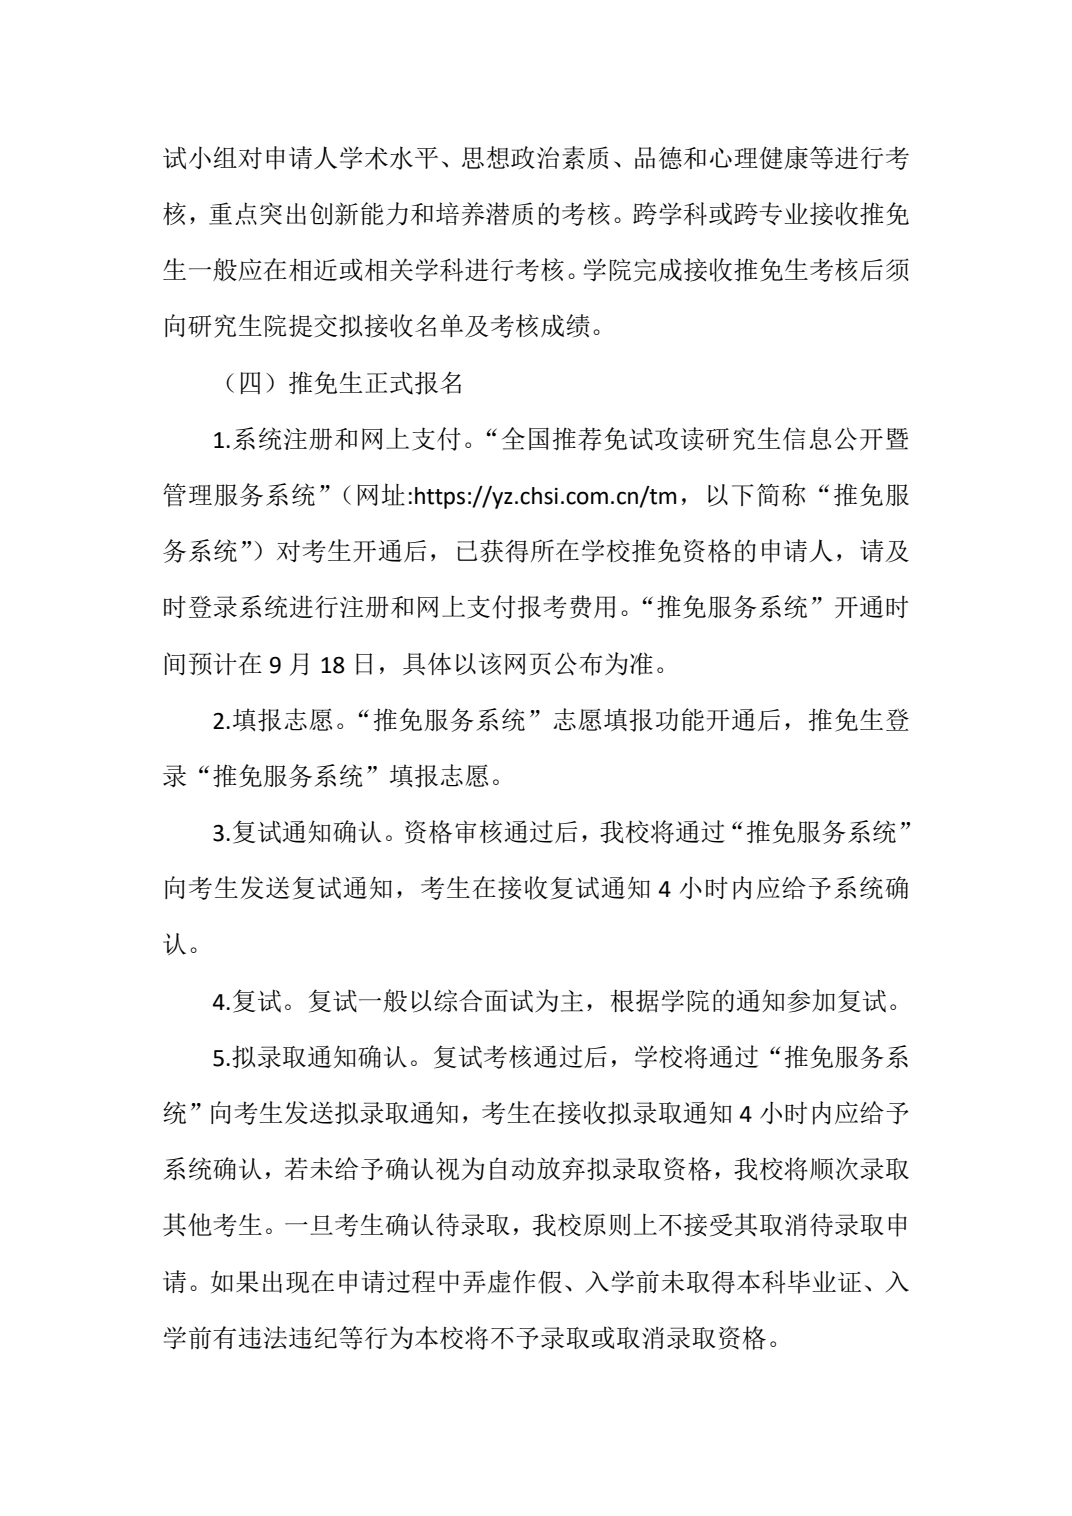 试小组对申请人学术水平、思想政治素质、品德和心理健康等进行考
核，重点突出创新能力和培养潜质的考核。跨学科或跨专业接收推免
生一般应在相近或相关学科进行考核。学院完成接收推免生考核后须
向研究生院提交拟接收名单及考核成绩。
（四）推免生正式报名
1.系统注册和网上支付。“全国推荐免试攻读研究生信息公开暨
管理服务系统”（网址:https://yz.chsi.com.cn/tm，以下简称“推免服
务系统”）对考生开通后，已获得所在学校推免资格的申请人，请及
时登录系统进行注册和网上支付报考费用。“推免服务系统”开通时
间预计在 9 月 18 日，具体以该网页公布为准。
2.填报志愿。“推免服务系统”志愿填报功能开通后，推免生登
录“推免服务系统”填报志愿。
3.复试通知确认。资格审核通过后，我校将通过“推免服务系统”
向考生发送复试通知，考生在接收复试通知 4 小时内应给予系统确
认。
4.复试。复试一般以综合面试为主，根据学院的通知参加复试。
5.拟录取通知确认。复试考核通过后，学校将通过“推免服务系
统”向考生发送拟录取通知，考生在接收拟录取通知 4 小时内应给予
系统确认，若未给予确认视为自动放弃拟录取资格，我校将顺次录取
其他考生。一旦考生确认待录取，我校原则上不接受其取消待录取申
请。如果出现在申请过程中弄虚作假、入学前未取得本科毕业证、入
学前有违法违纪等行为本校将不予录取或取消录取资格。